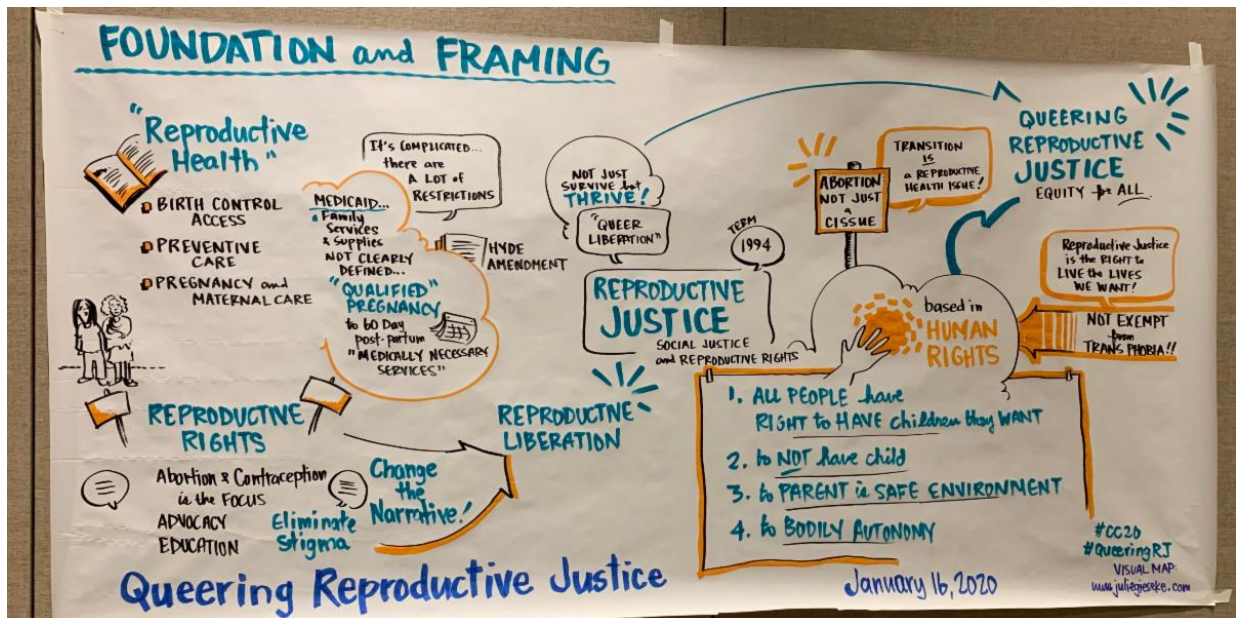 FOUNDATION and FRAMING
"Reproductive
Health"
BIRTH CONTROL
ACCESS
PREVENTIVE
CARE
PREGNANCY and
MATERNAL CARE
It's COMPLICATED...
there are
A LOT of
RESTRICTIONS
MEDICAID...
Family
Services
& Supplies
NOT CLEARLY
DEFINED...
"QUALIFIED"
PREGNANCY
to 60 Day
post-partum
"MEDICALLY NECESSARY
SERVICES"
HYDE
AMENDMENT
REPRODUCTIVE
RIGHTS
Abortion & Contraception
is the FOCUS
ADVOCACY
EDUCATION
Eliminate
Stigma
Change
the
Narrative!
REPRODUCTIVE
LIBERATION
NOT JUST
SURVIVE but
THRIVE!
"QUEER
LIBERATION"
TERM
1994
REPRODUCTIVE
JUSTICE
SOCIAL JUSTICE
and REPRODUCTIVE RIGHTS
ABORTION
NOT JUST
a
CISSUE
TRANSITION
IS
a REPRODUCTIVE
HEALTH ISSUE!
QUEERING
REPRODUCTIVE
JUSTICE
EQUITY for ALL
based in
HUMAN
RIGHTS
Reproductive Justice
is the RIGHT to
LIVE the LIVES
WE WANT!
NOT EXEMPT
from
TRANSPHOBIA!!
1. ALL PEOPLE have
RIGHT to HAVE children they WANT
2. to NOT have child
3. to PARENT is SAFE ENVIRONMENT
4. to BODILY AUTONOMY
Queering Reproductive Justice
January 16, 2020
#CC20
#QueeringRJ
VISUAL MAP:
www.juliegieseke.com